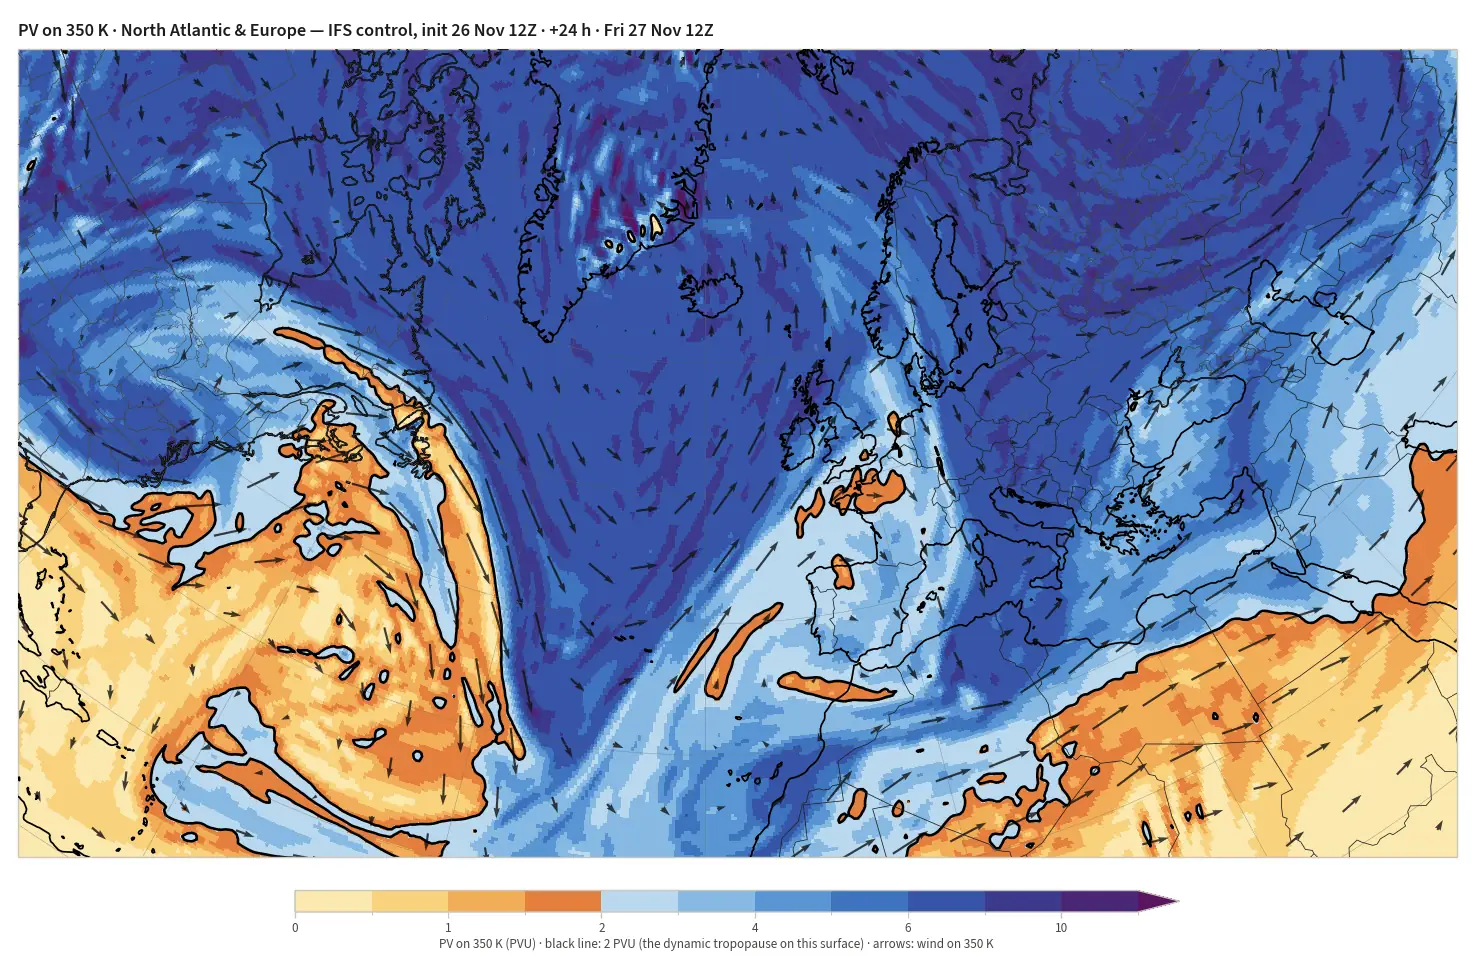 PV on 350 K · North Atlantic & Europe — IFS control, init 26 Nov 12Z · +24 h · Fri 27 Nov 12Z
0 1 2 4 6 10
PV on 350 K (PVU) · black line: 2 PVU (the dynamic tropopause on this surface) · arrows: wind on 350 K